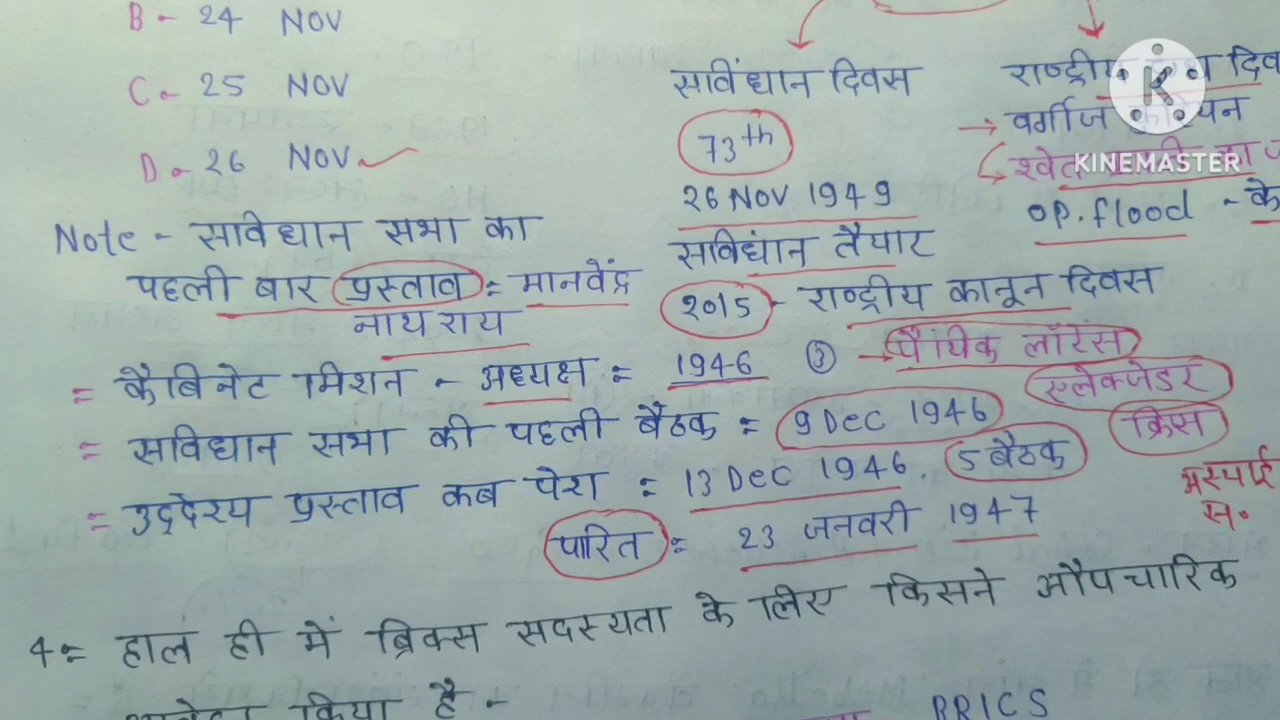 B - 24 NOV
C - 25 NOV
D - 26 NOV
Note - सविधान सभा का
पहली बार प्रस्ताव = मानवेंद्र
नाथ राय
= कैबिनेट मिशन - अध्यक्ष = 1946 ③ → पैथिक लॉरेंस
एलेक्जेडर
क्रिस
= सविधान सभा की पहली बैठक = 9 Dec 1946
= उद्देश्य प्रस्ताव कब पेश = 13 Dec 1946. 5 बैठक
पारित = 23 जनवरी 1947
अस्थाई
स॰
4 = हाल ही में ब्रिक्स सदस्यता के लिए किसने औपचारिक
किया है -
BRICS
सविंधान दिवस
73th
26 NOV 1949
सविधांन तैयार
2015 - राष्ट्रीय कानून दिवस
राष्ट्रीय
→ वर्गीज
op. flood - के
KINEMASTER